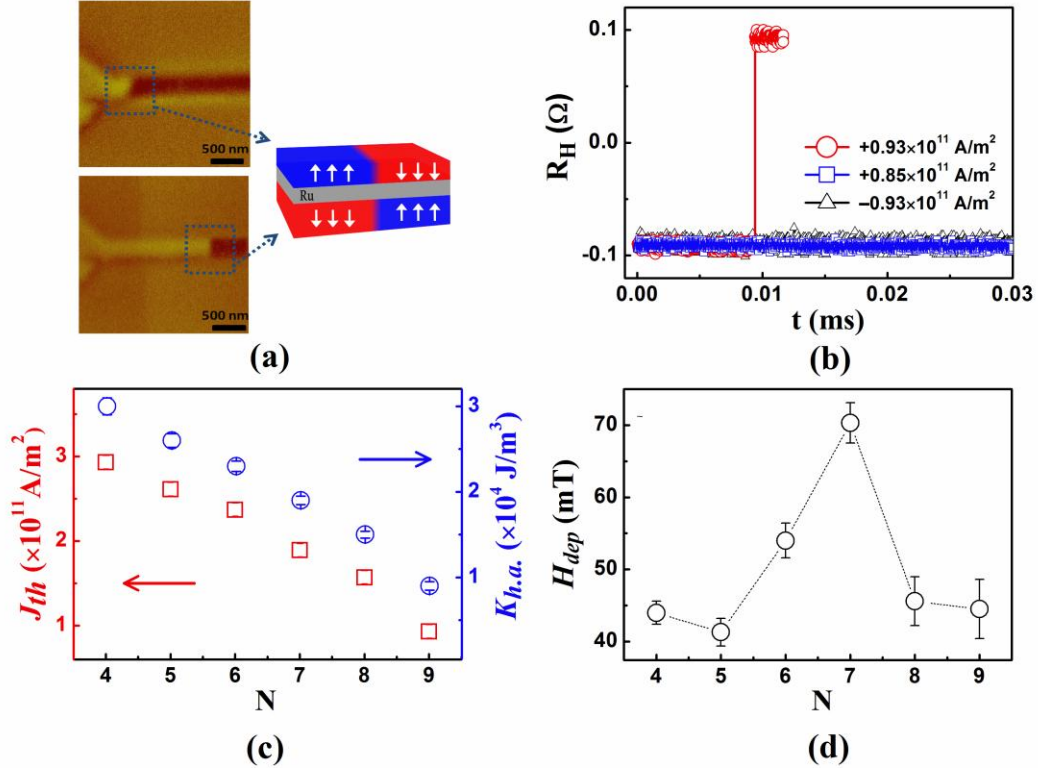 500 nm
Ru
500 nm
(a)
0.1
0.0
-0.1
R_H (Ω)
+0.93×10^11 A/m^2
+0.85×10^11 A/m^2
−0.93×10^11 A/m^2
0.00 0.01 0.02 0.03
t (ms)
(b)
3
2
1
J_th (×10^11 A/m^2)
3
2
1
K_h.a. (×10^4 J/m^3)
4 5 6 7 8 9
N
(c)
70
60
50
40
H_dep (mT)
4 5 6 7 8 9
N
(d)